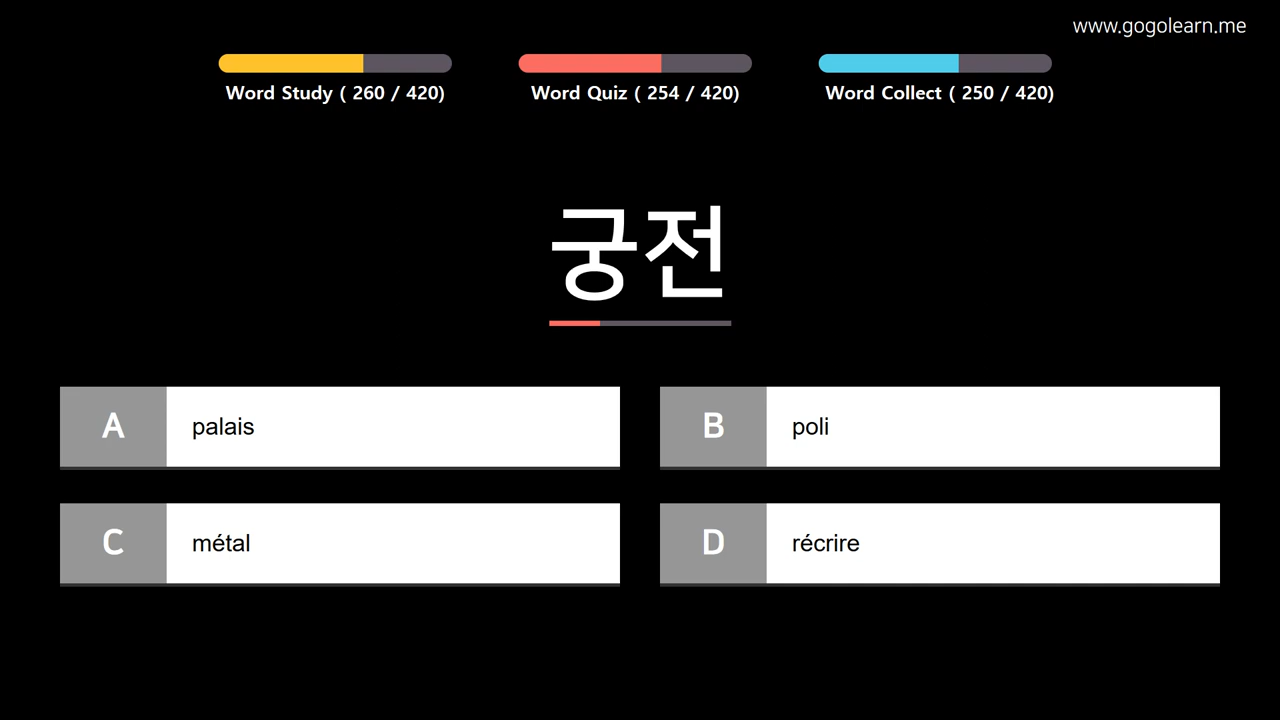 www.gogolearn.me
Word Study ( 260 / 420)
Word Quiz ( 254 / 420)
Word Collect ( 250 / 420)
궁전
A palais
B poli
C métal
D récrire